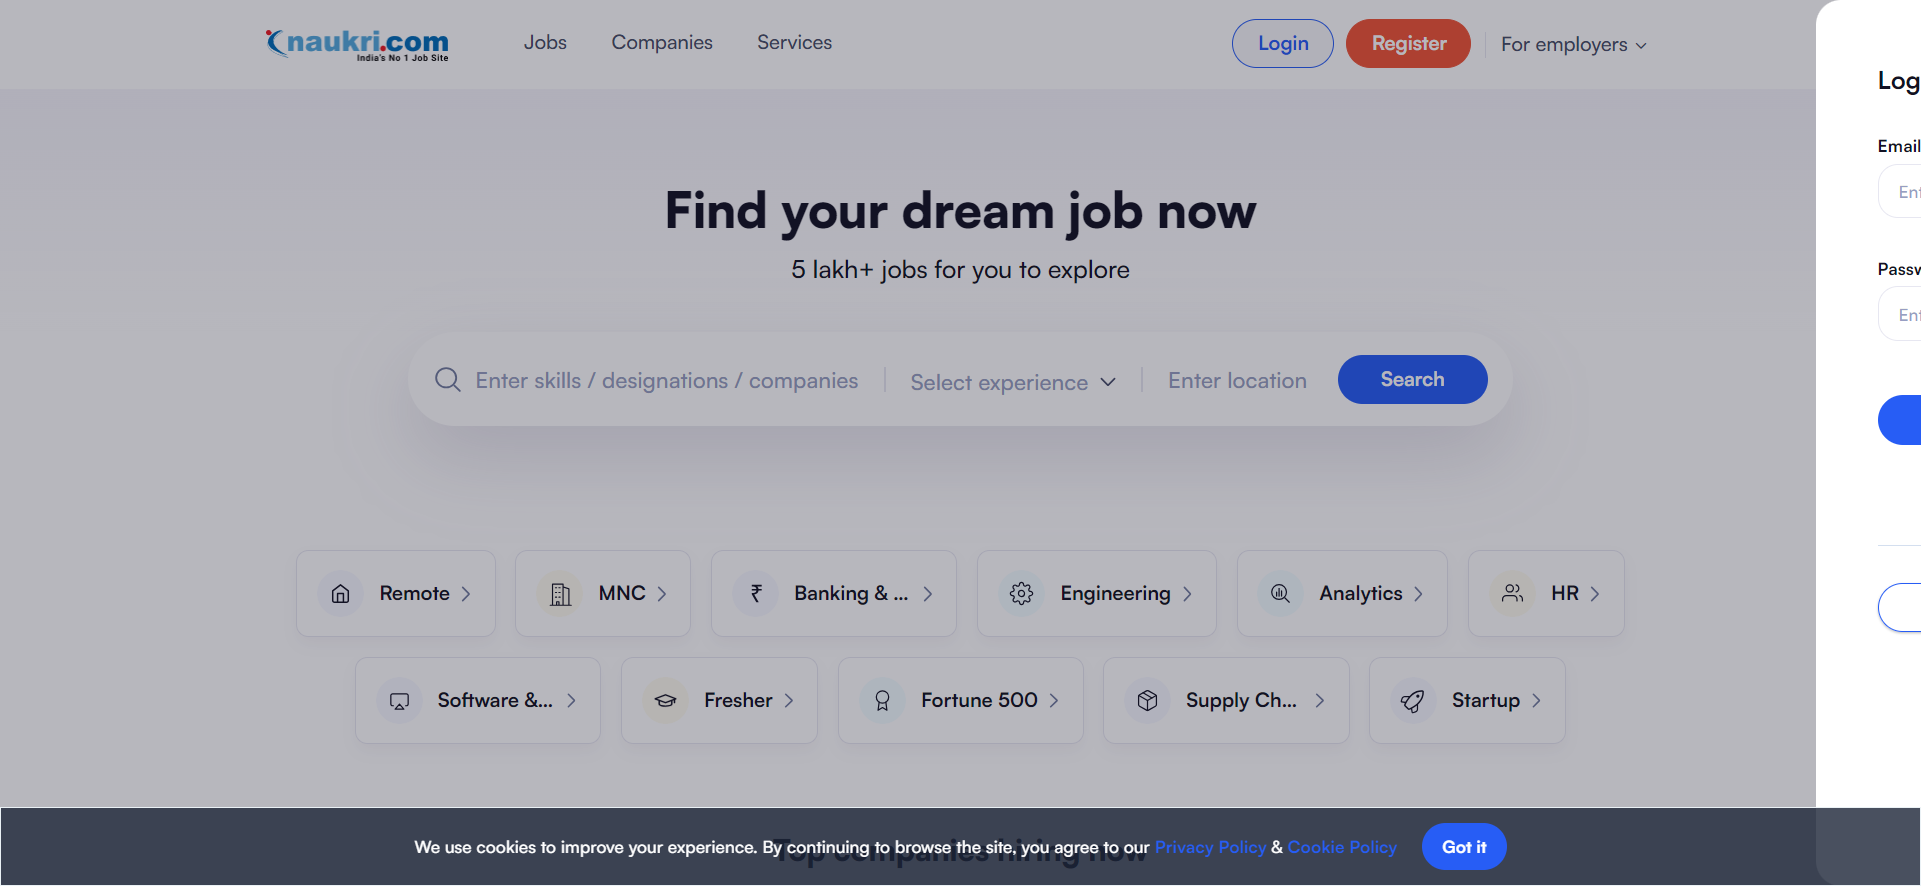 naukri.com
India's No 1 Job Site
Jobs
Companies
Services
Login
Register
For employers
Find your dream job now
5 lakh+ jobs for you to explore
Enter skills / designations / companies
Select experience
Enter location
Search
Remote
MNC
Banking & ...
Engineering
Analytics
HR
Software &...
Fresher
Fortune 500
Supply Ch...
Startup
Log
Email
Ent
Passw
Ent
Top companies hiring now
We use cookies to improve your experience. By continuing to browse the site, you agree to our Privacy Policy & Cookie Policy
Got it